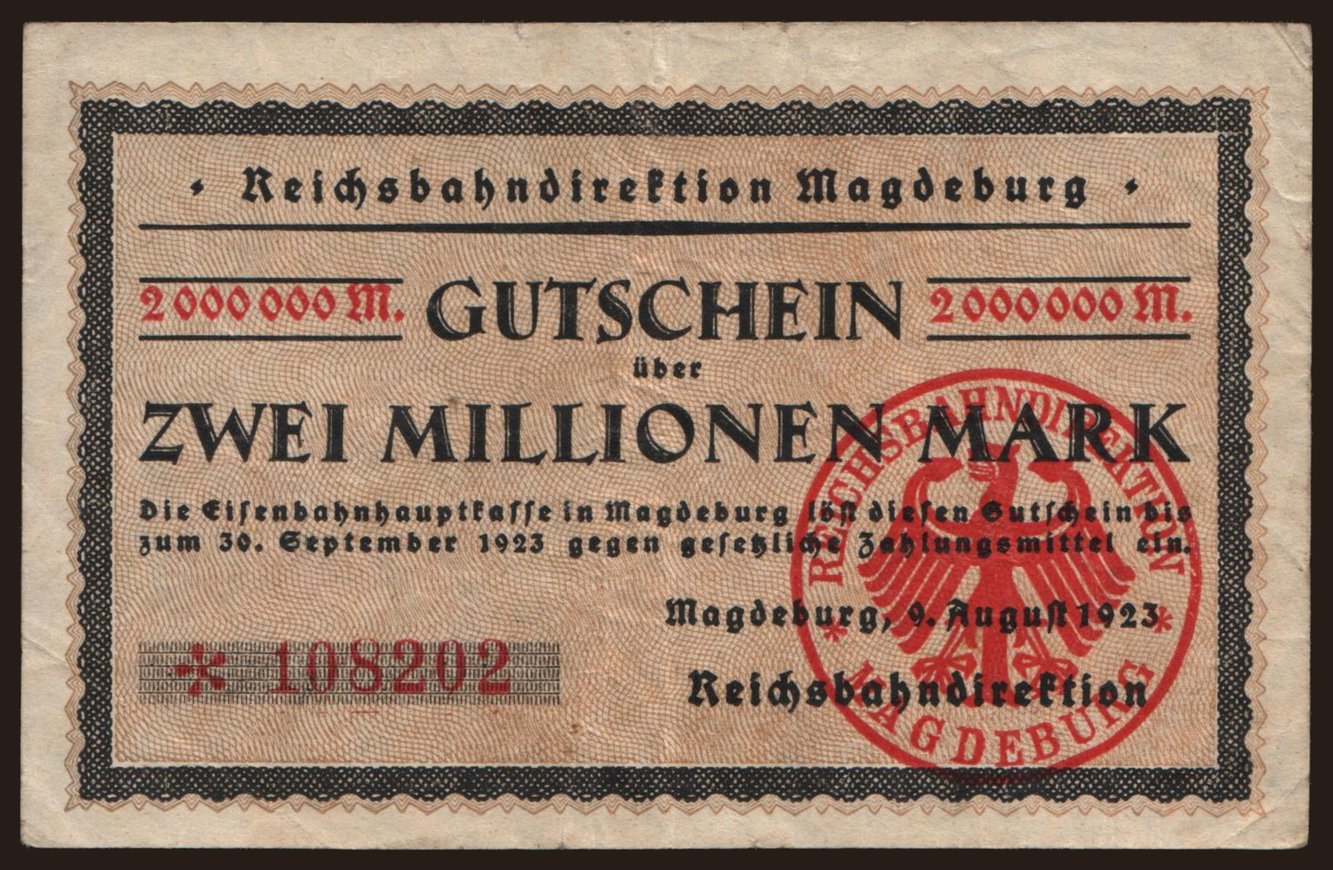 Reichsbahndirektion Magdeburg
2 000 000 M. GUTSCHEIN 2 000 000 M.
über
ZWEI MILLIONEN MARK
Die Eisenbahnhauptkasse in Magdeburg löst diesen Gutschein bis
zum 30. September 1923 gegen gesetzliche Zahlungsmittel ein.
Magdeburg, 9. August 1923
* 108202
Reichsbahndirektion
REICHSBAHNDIREKTION
* MAGDEBURG *